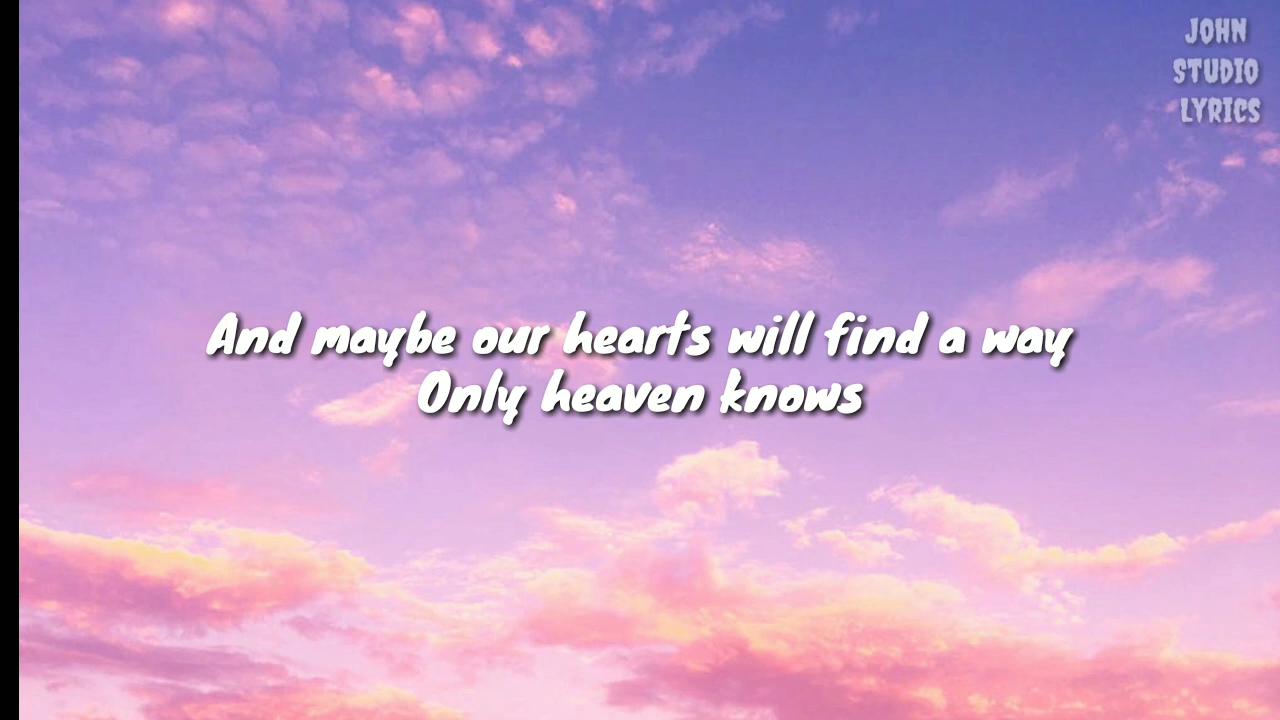 JOHN
STUDIO
LYRICS
And maybe our hearts will find a way
Only heaven knows